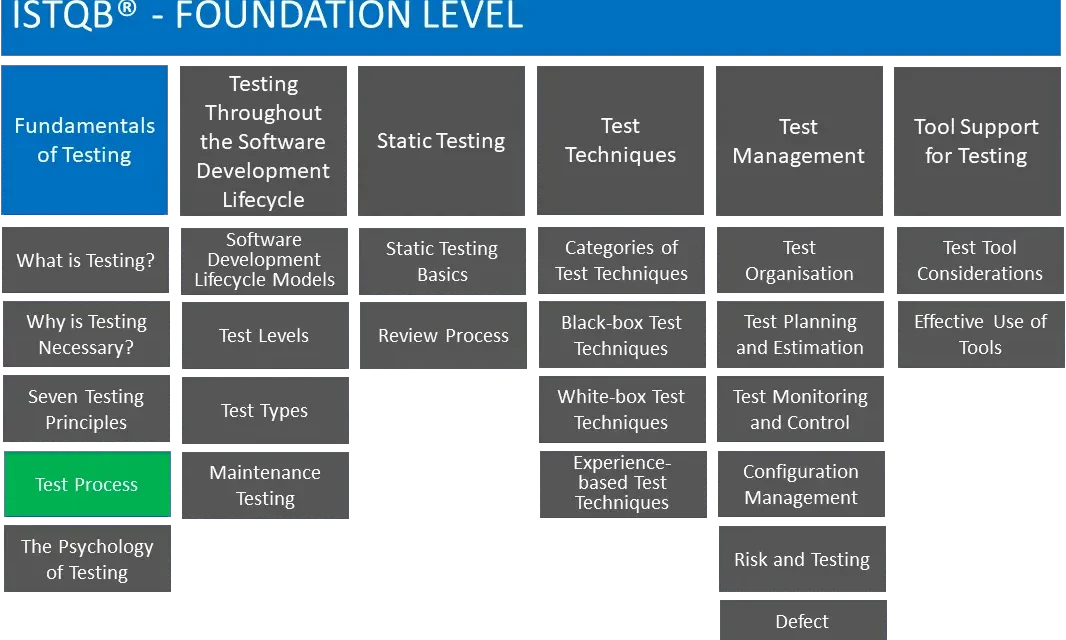 ISTQB® - FOUNDATION LEVEL
Fundamentals
of Testing
Testing
Throughout
the Software
Development
Lifecycle
Static Testing
Test
Techniques
Test
Management
Tool Support
for Testing
What is Testing?
Software
Development
Lifecycle Models
Static Testing
Basics
Categories of
Test Techniques
Test
Organisation
Test Tool
Considerations
Why is Testing
Necessary?
Test Levels
Review Process
Black-box Test
Techniques
Test Planning
and Estimation
Effective Use of
Tools
Seven Testing
Principles
Test Types
White-box Test
Techniques
Test Monitoring
and Control
Test Process
Maintenance
Testing
Experience-
based Test
Techniques
Configuration
Management
The Psychology
of Testing
Risk and Testing
Defect